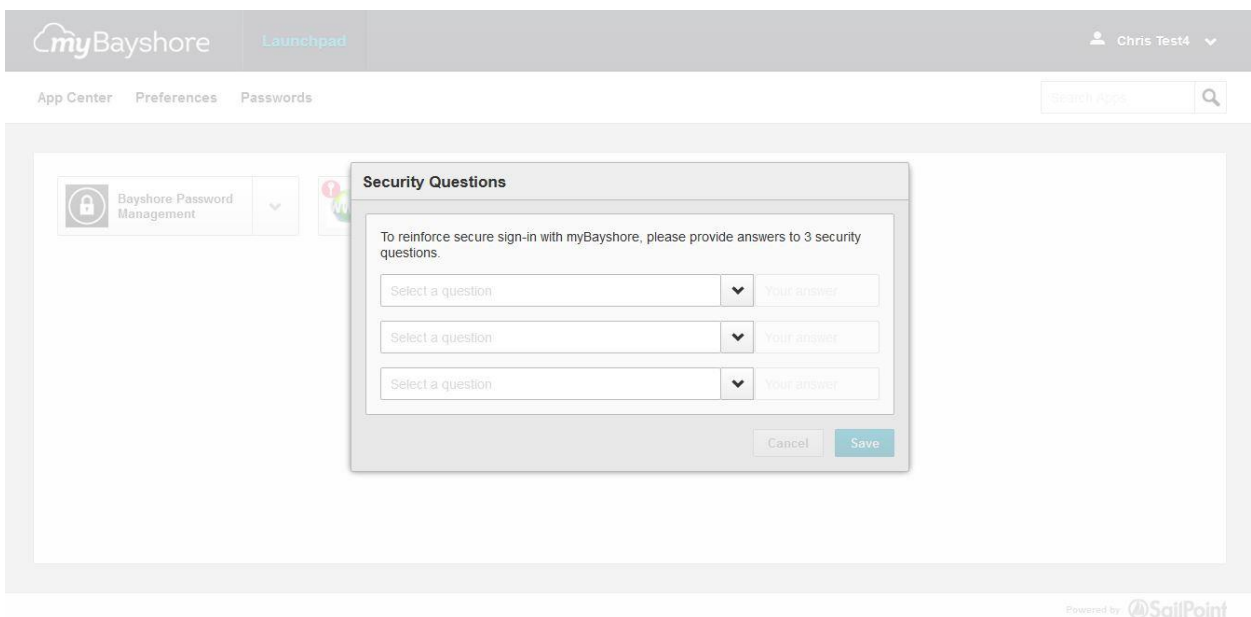 myBayshore Launchpad Chris Test4
App Center Preferences Passwords Search Apps
Security Questions
Bayshore Password
Management
To reinforce secure sign-in with myBayshore, please provide answers to 3 security
questions.
Select a question Your answer
Select a question Your answer
Select a question Your answer
Cancel Save
Powered by: SailPoint